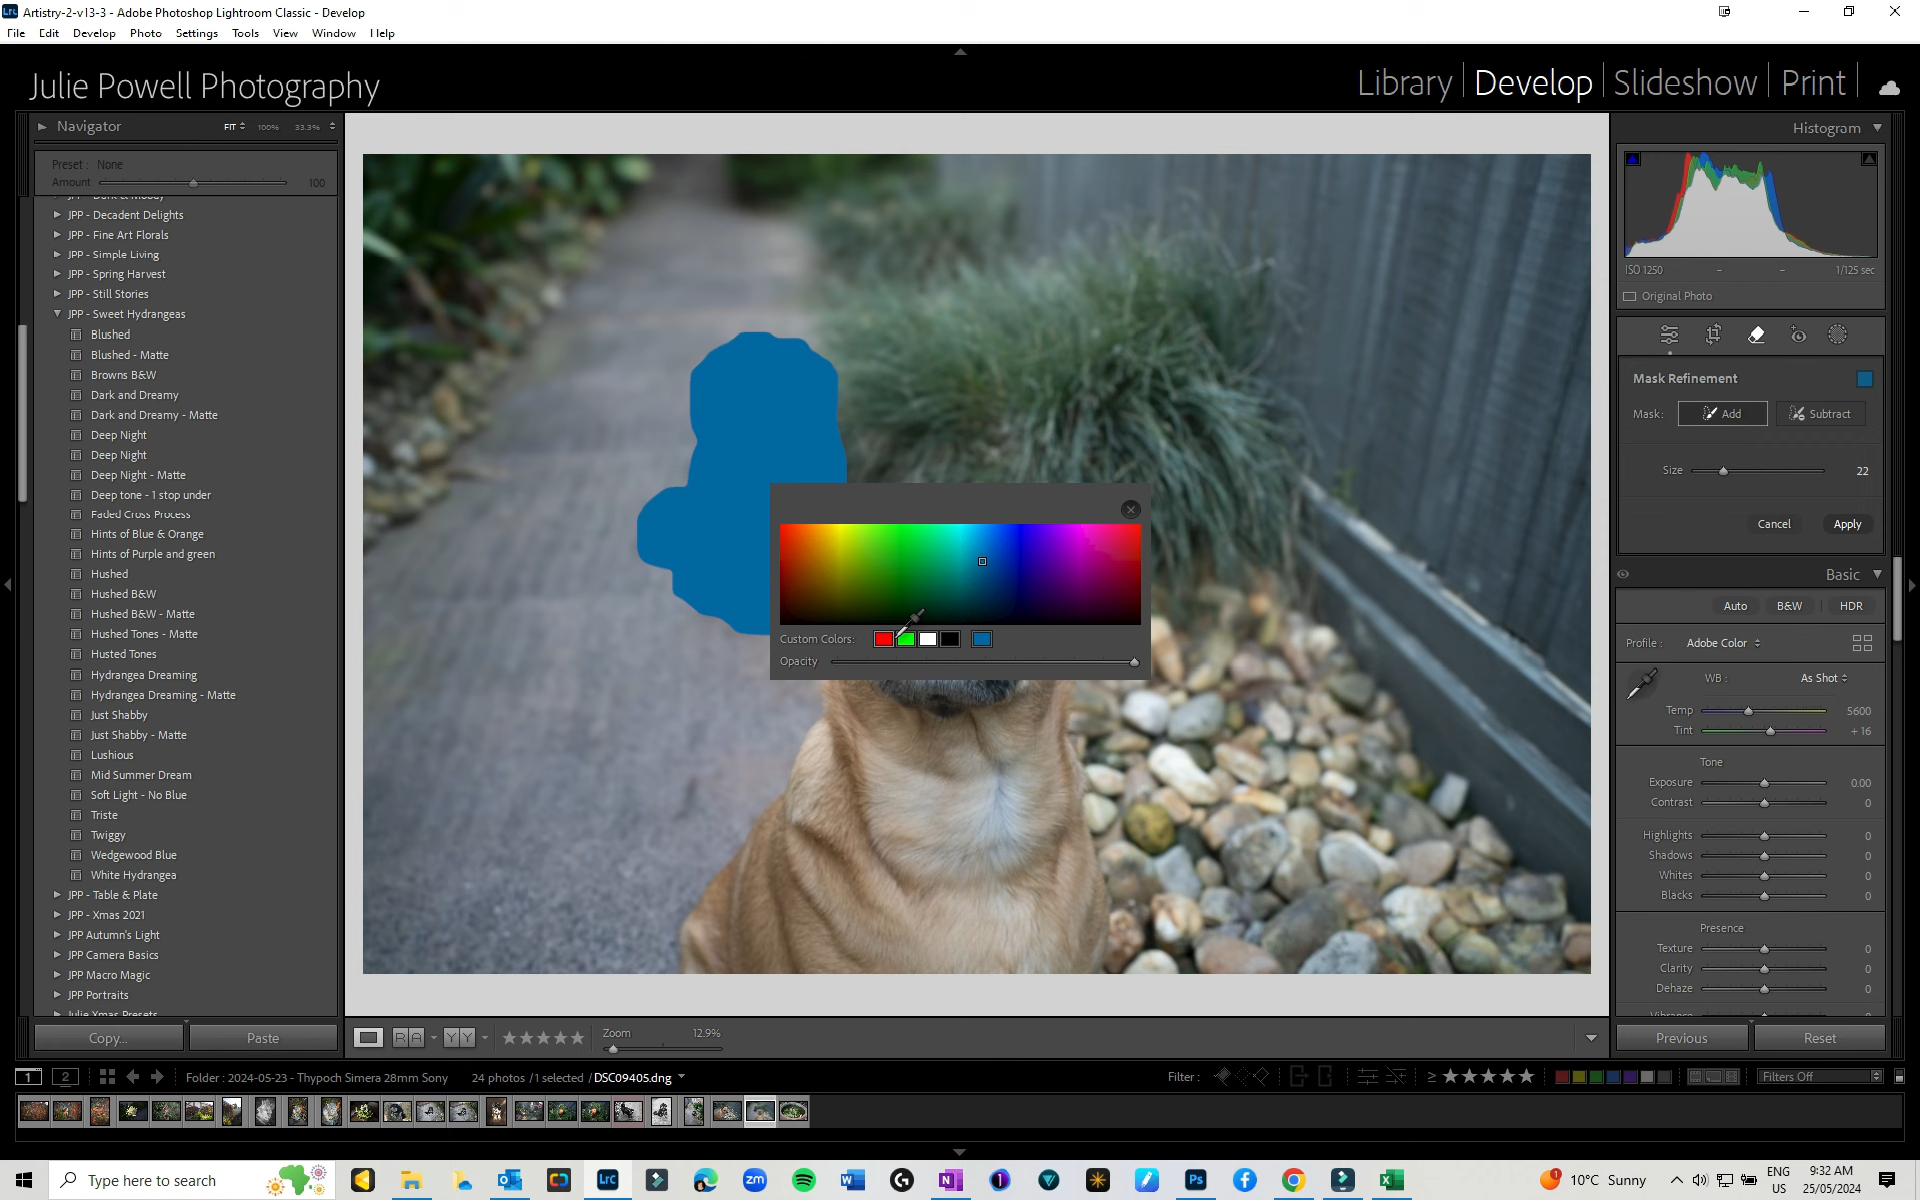 Artistry-2-v13-3 - Adobe Photoshop Lightroom Classic - Develop
File Edit Develop Photo Settings Tools View Window Help
Julie Powell Photography
Library Develop Slideshow Print
Navigator FIT 100% 33.3%
Preset : None
Amount 100
JPP - Dark & Moody
JPP - Decadent Delights
JPP - Fine Art Florals
JPP - Simple Living
JPP - Spring Harvest
JPP - Still Stories
JPP - Sweet Hydrangeas
Blushed
Blushed - Matte
Browns B&W
Dark and Dreamy
Dark and Dreamy - Matte
Deep Night
Deep Night
Deep Night - Matte
Deep tone - 1 stop under
Faded Cross Process
Hints of Blue & Orange
Hints of Purple and green
Hushed
Hushed B&W
Hushed B&W - Matte
Hushed Tones - Matte
Husted Tones
Hydrangea Dreaming
Hydrangea Dreaming - Matte
Just Shabby
Just Shabby - Matte
Lushious
Mid Summer Dream
Soft Light - No Blue
Triste
Twiggy
Wedgewood Blue
White Hydrangea
JPP - Table & Plate
JPP - Xmas 2021
JPP Autumn's Light
JPP Camera Basics
JPP Macro Magic
JPP Portraits
Julie Xmas Presets
Copy... Paste
Custom Colors:
Opacity
Zoom 12.9%
Histogram
ISO 1250 – – 1/125 sec
Original Photo
Mask Refinement
Mask: Add Subtract
Size 22
Cancel Apply
Basic
Auto B&W HDR
Profile : Adobe Color
WB : As Shot
Temp 5600
Tint + 16
Tone
Exposure 0.00
Contrast 0
Highlights 0
Shadows 0
Whites 0
Blacks 0
Presence
Texture 0
Clarity 0
Dehaze 0
Vibrance
Previous Reset
1 2 Folder : 2024-05-23 - Thypoch Simera 28mm Sony 24 photos / 1 selected / DSC09405.dng Filter : ≥ Filters Off
Type here to search
10°C Sunny
ENG
US
9:32 AM
25/05/2024